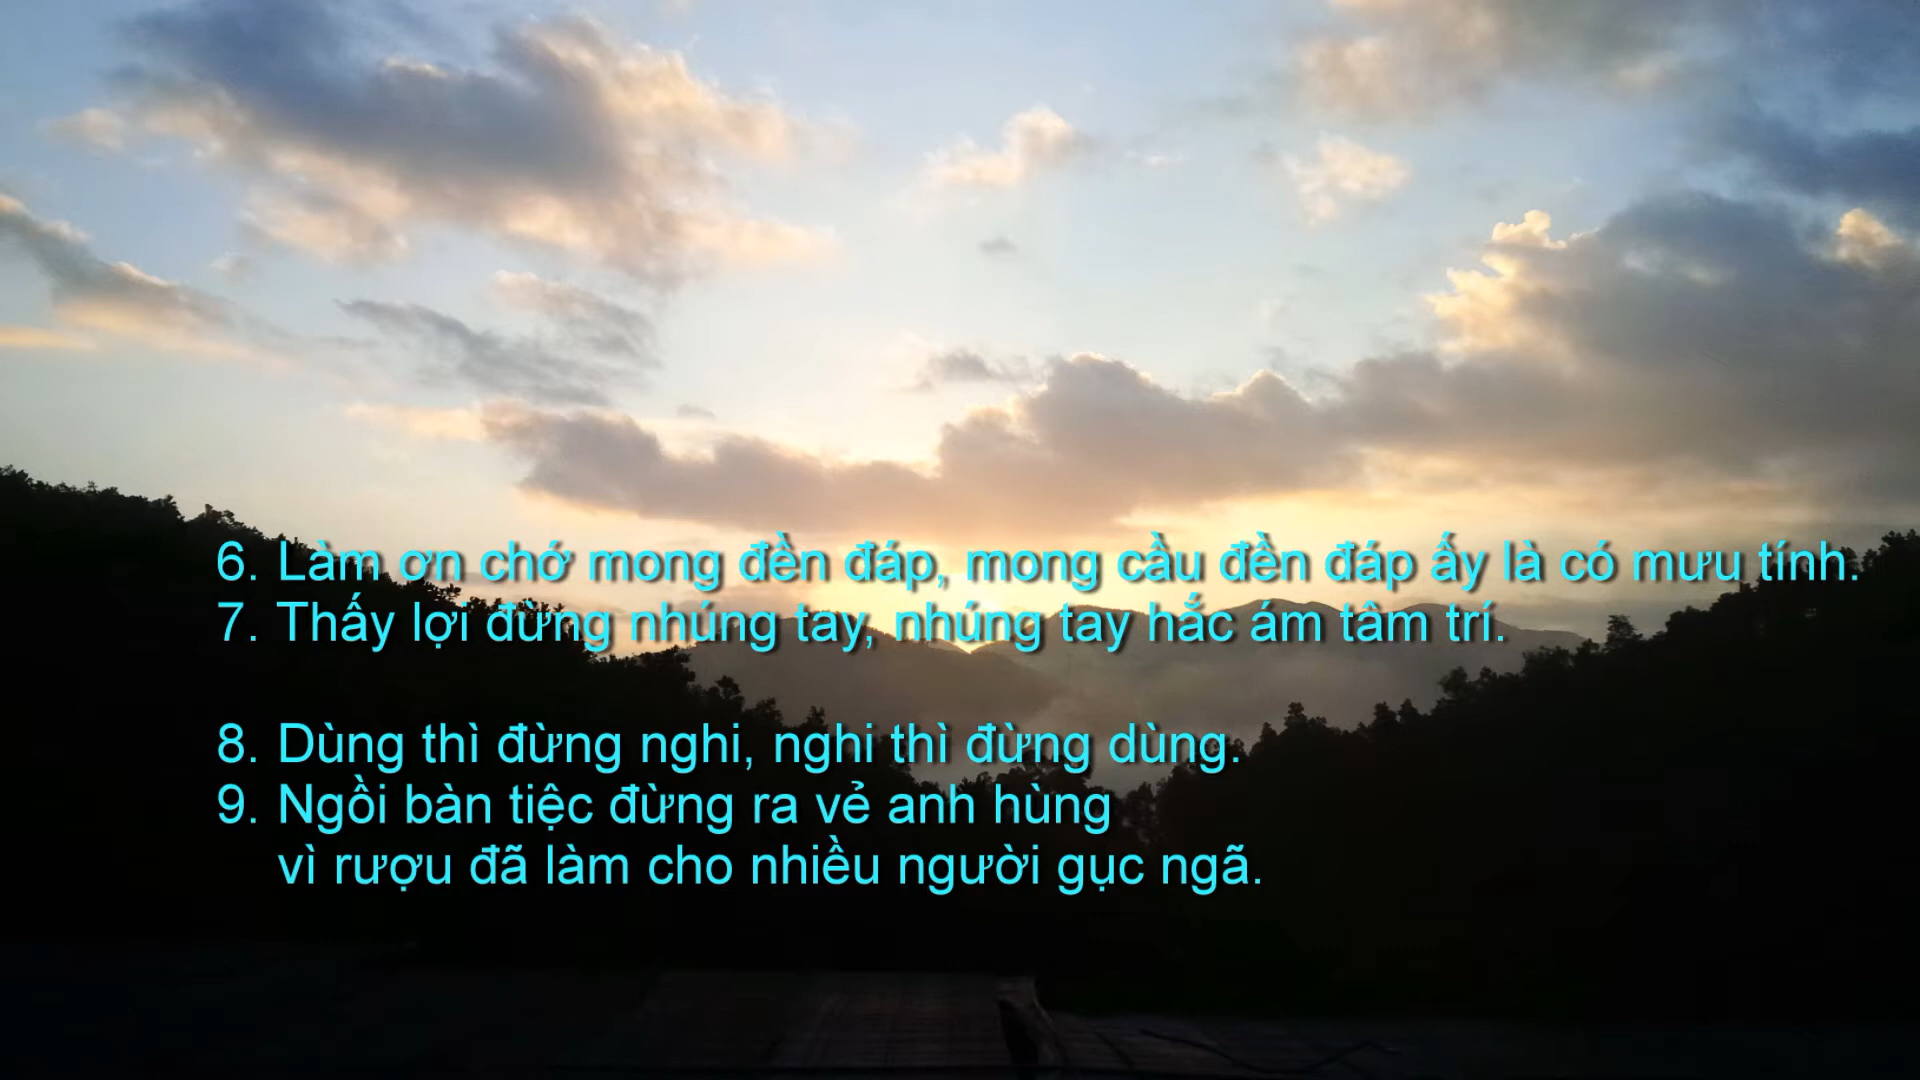 6. Làm ơn chớ mong đền đáp, mong cầu đền đáp ấy là có mưu tính.
7. Thấy lợi đừng nhúng tay, nhúng tay hắc ám tâm trí.
8. Dùng thì đừng nghi, nghi thì đừng dùng.
9. Ngồi bàn tiệc đừng ra vẻ anh hùng
vì rượu đã làm cho nhiều người gục ngã.